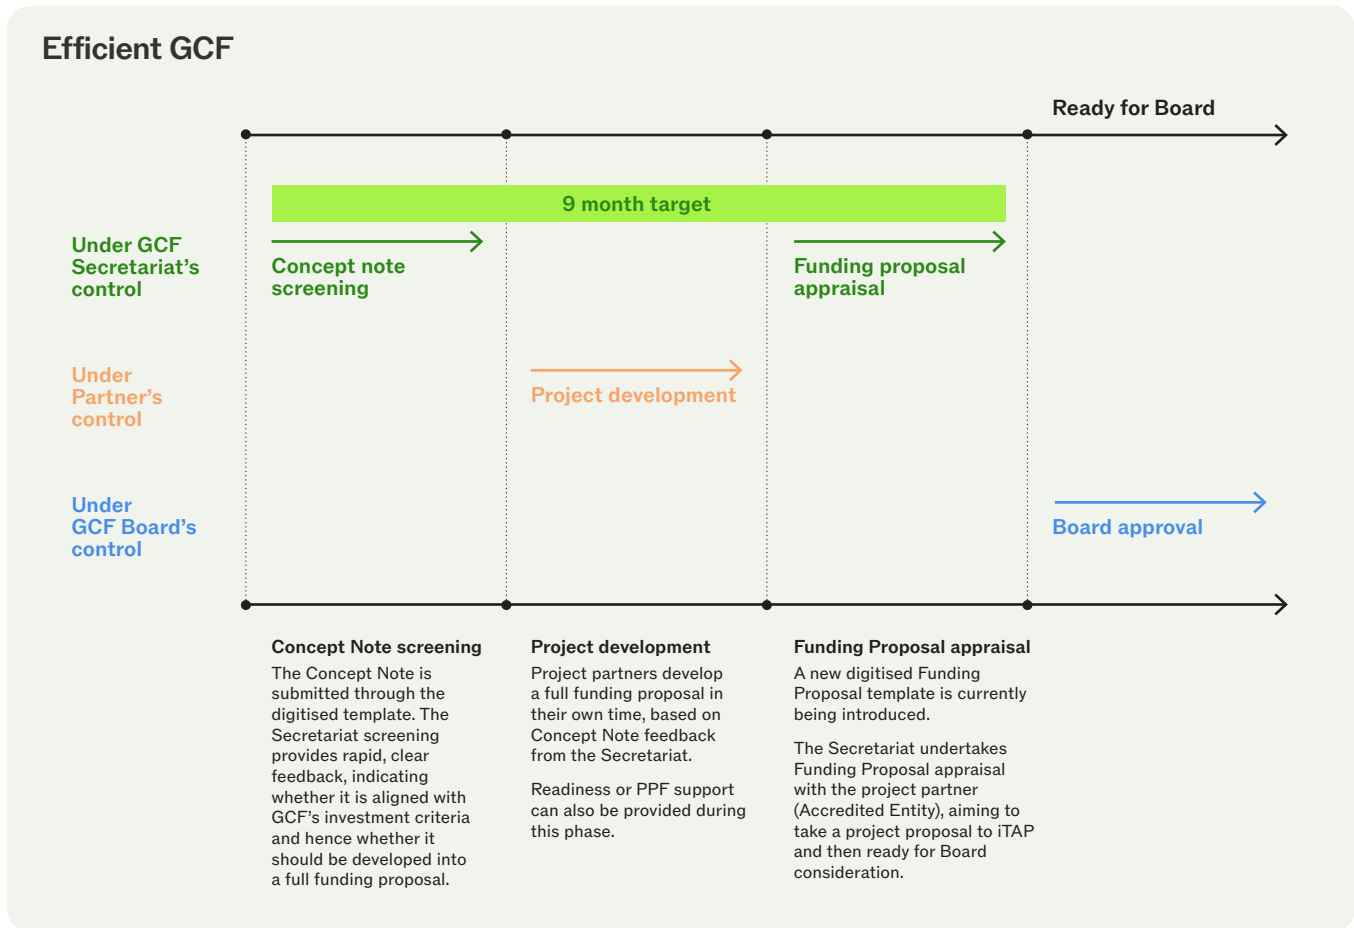 Efficient GCF
Ready for Board
9 month target
Under GCF
Secretariat’s
control
Concept note
screening
Funding proposal
appraisal
Under
Partner’s
control
Project development
Under
GCF Board’s
control
Board approval
Concept Note screening
The Concept Note is
submitted through the
digitised template. The
Secretariat screening
provides rapid, clear
feedback, indicating
whether it is aligned with
GCF’s investment criteria
and hence whether it
should be developed into
a full funding proposal.
Project development
Project partners develop
a full funding proposal in
their own time, based on
Concept Note feedback
from the Secretariat.
Readiness or PPF support
can also be provided during
this phase.
Funding Proposal appraisal
A new digitised Funding
Proposal template is currently
being introduced.
The Secretariat undertakes
Funding Proposal appraisal
with the project partner
(Accredited Entity), aiming to
take a project proposal to iTAP
and then ready for Board
consideration.